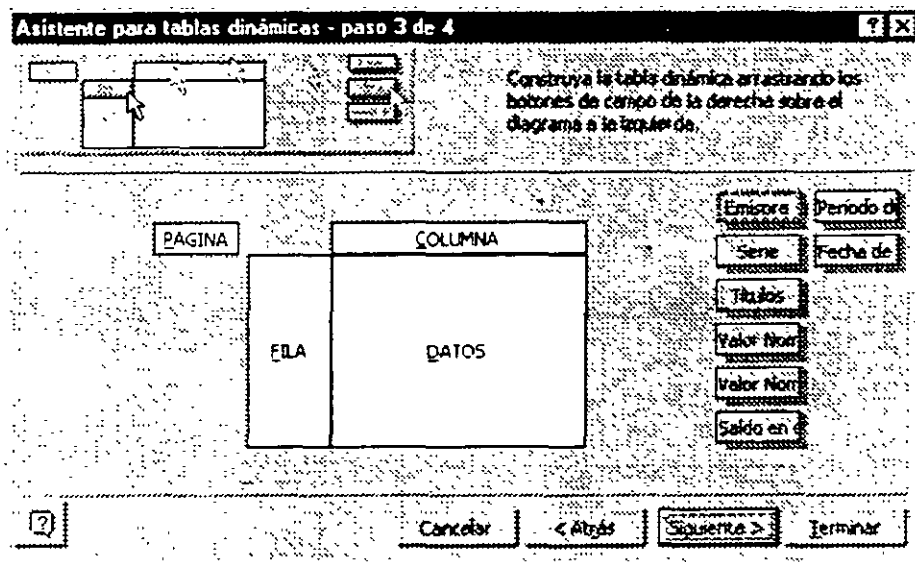 Asistente para tablas dinámicas - paso 3 de 4
Construya la tabla dinámica arrastrando los
botones de campo de la derecha sobre el
diagrama a la izquierda.
PÁGINA
COLUMNA
FILA
DATOS
Emisora
Periodo d
Serie
Fecha de
Títulos
Valor Nom
Valor Nom
Saldo en
Cancelar
< Atrás
Siguiente >
Terminar